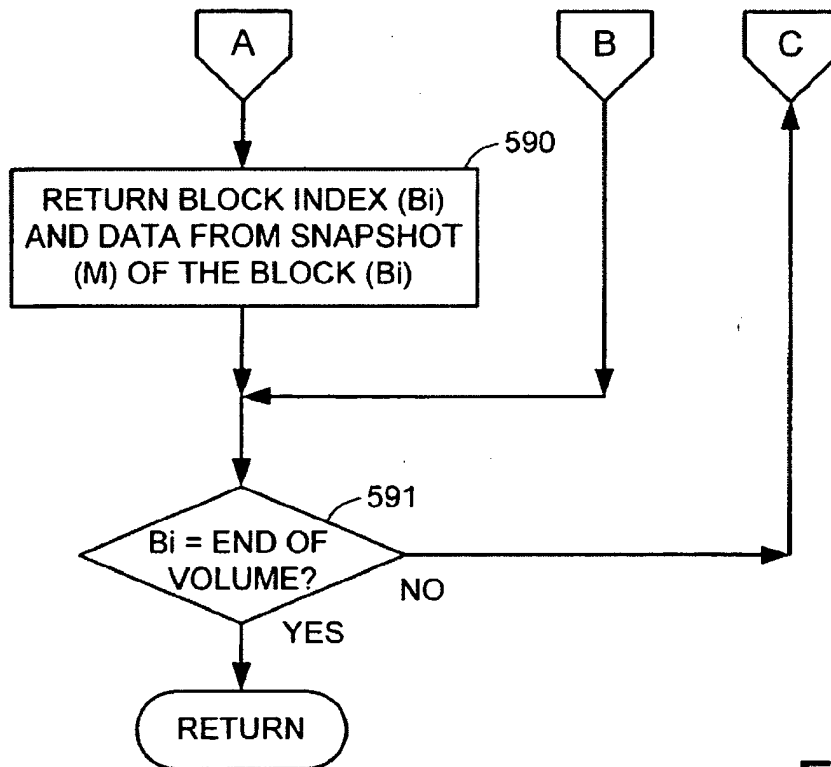 A
B
C
590
RETURN BLOCK INDEX (Bi)
AND DATA FROM SNAPSHOT
(M) OF THE BLOCK (Bi)
591
Bi = END OF
VOLUME?
NO
YES
RETURN